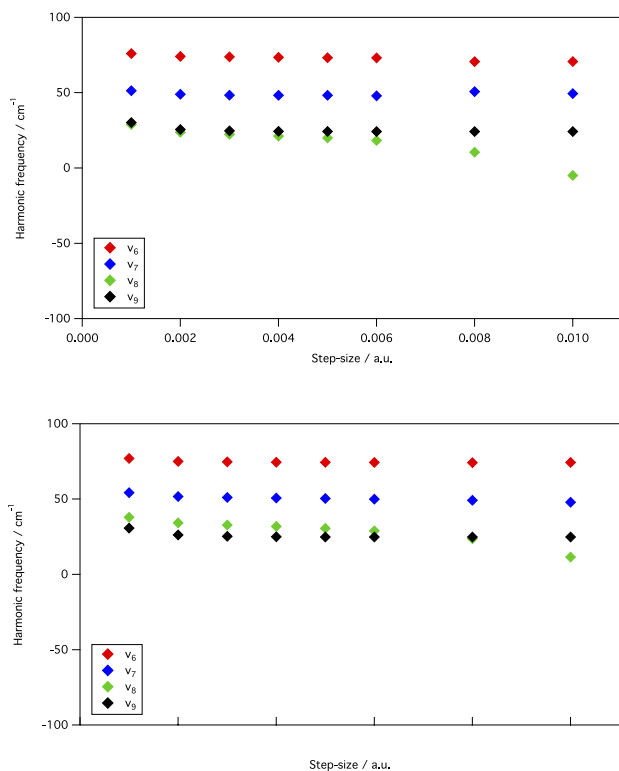 100
50
0
-50
-100
Harmonic frequency / cm⁻¹
v₆
v₇
v₈
v₉
0.000 0.002 0.004 0.006 0.008 0.010
Step-size / a.u.
100
50
0
-50
-100
Harmonic frequency / cm⁻¹
v₆
v₇
v₈
v₉
Step-size / a.u.